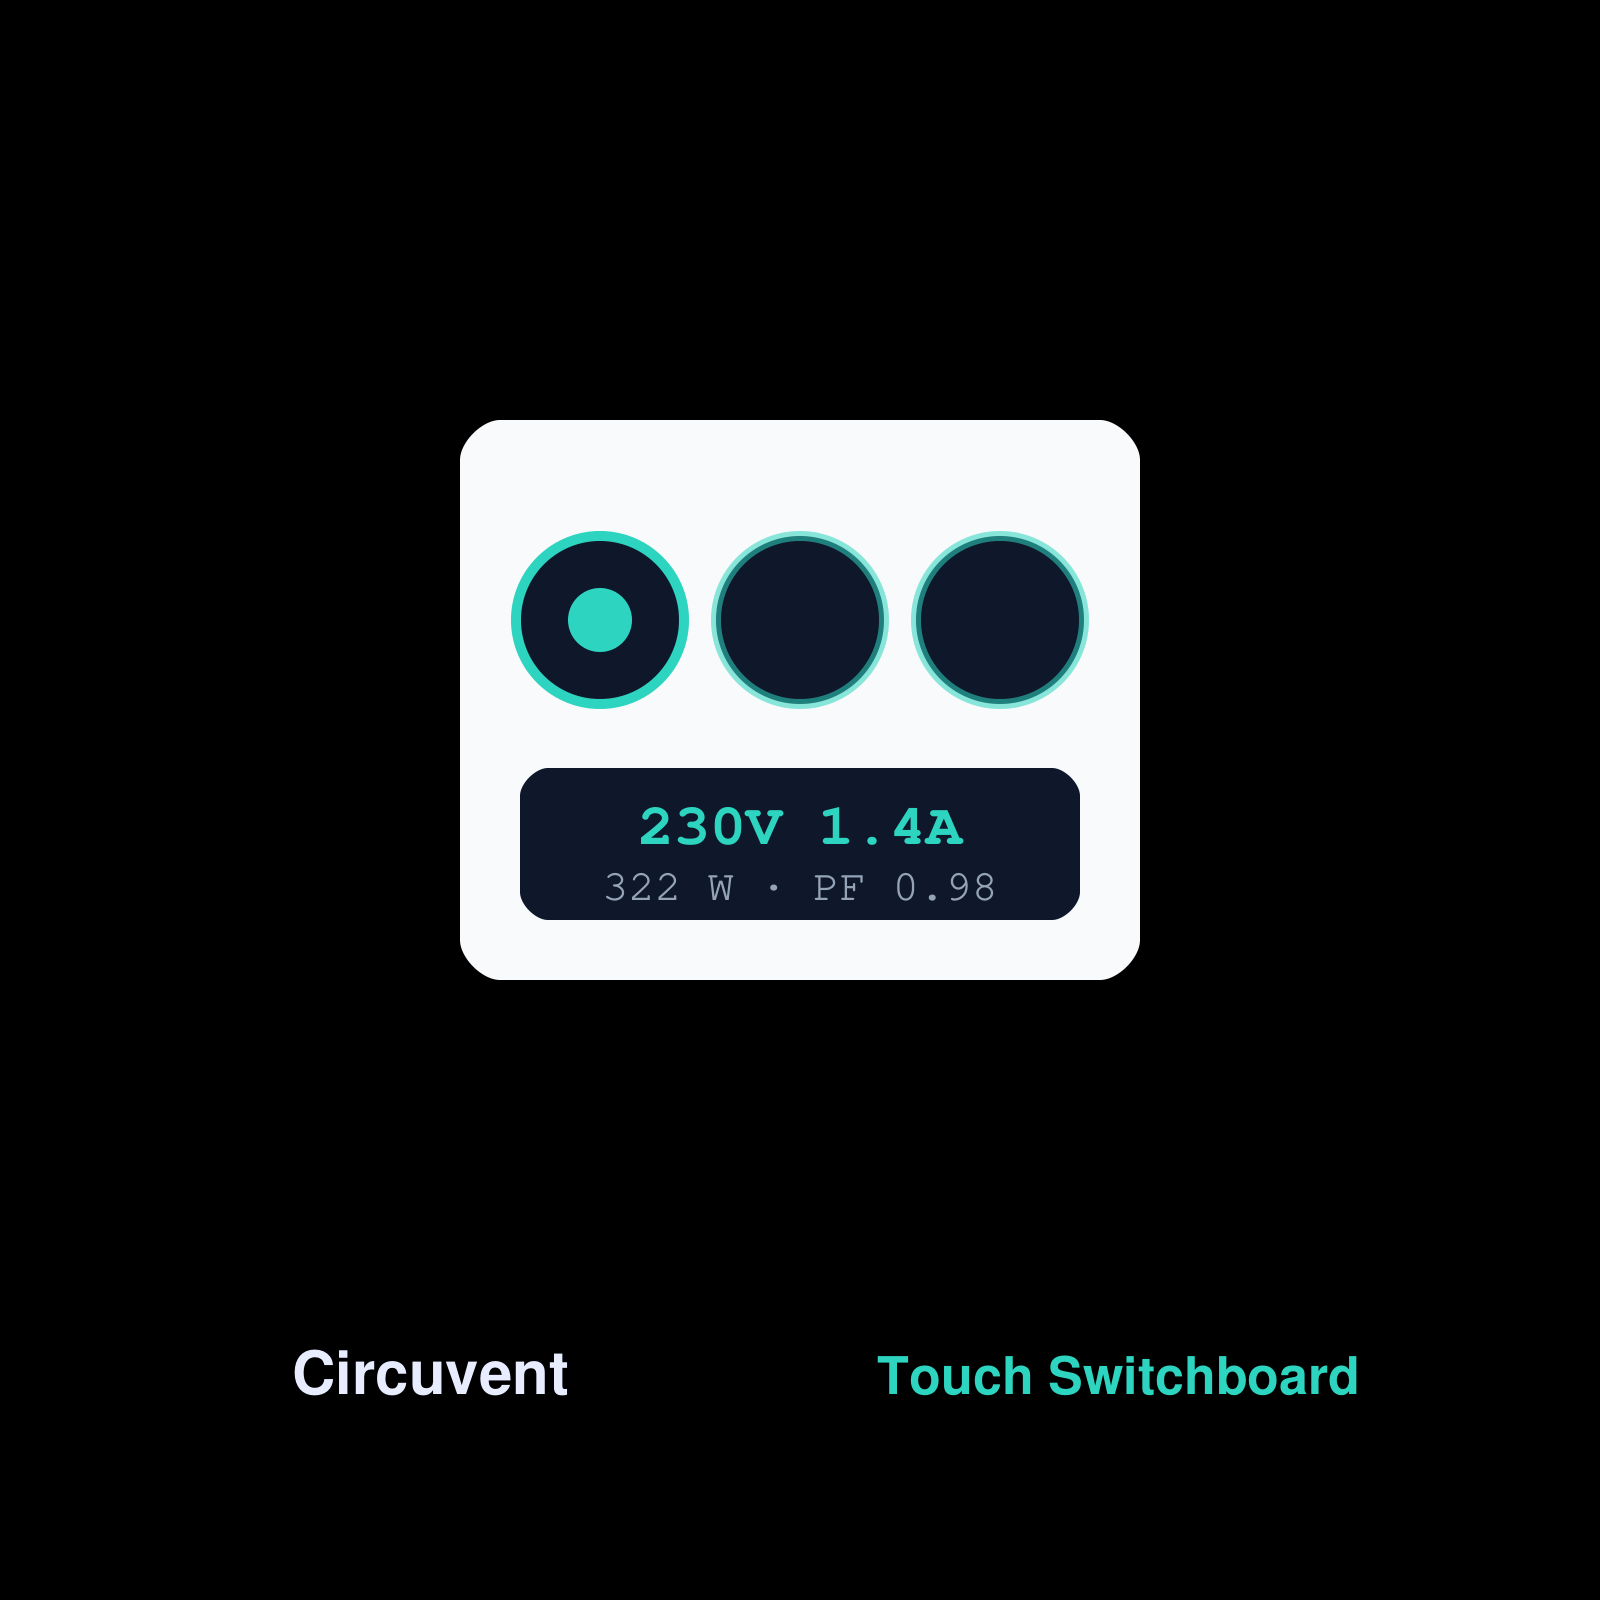 230V 1.4A
322 W · PF 0.98
Circuvent
Touch Switchboard